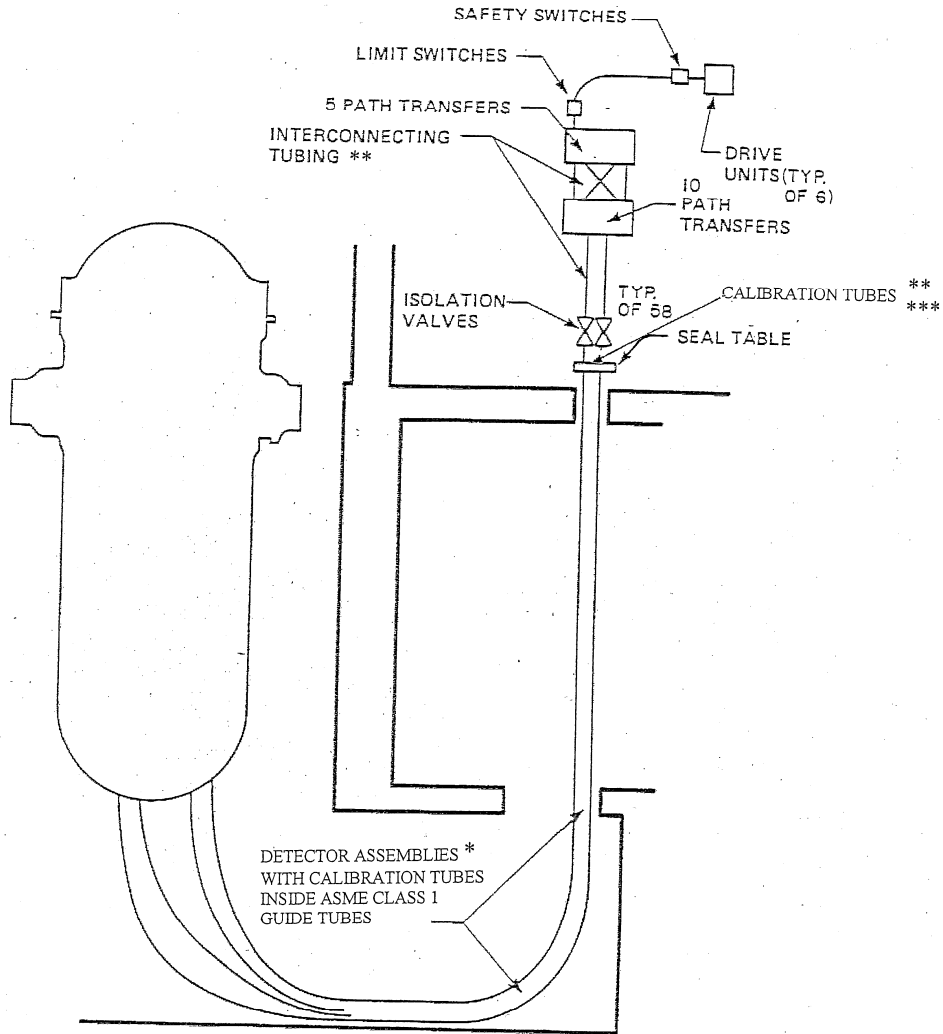 SAFETY SWITCHES
LIMIT SWITCHES
5 PATH TRANSFERS
INTERCONNECTING
TUBING **
DRIVE
UNITS (TYP.
OF 6)
10
PATH
TRANSFERS
ISOLATION
VALVES
TYP.
OF 58
CALIBRATION TUBES **
***
SEAL TABLE
DETECTOR ASSEMBLIES *
WITH CALIBRATION TUBES
INSIDE ASME CLASS 1
GUIDE TUBES